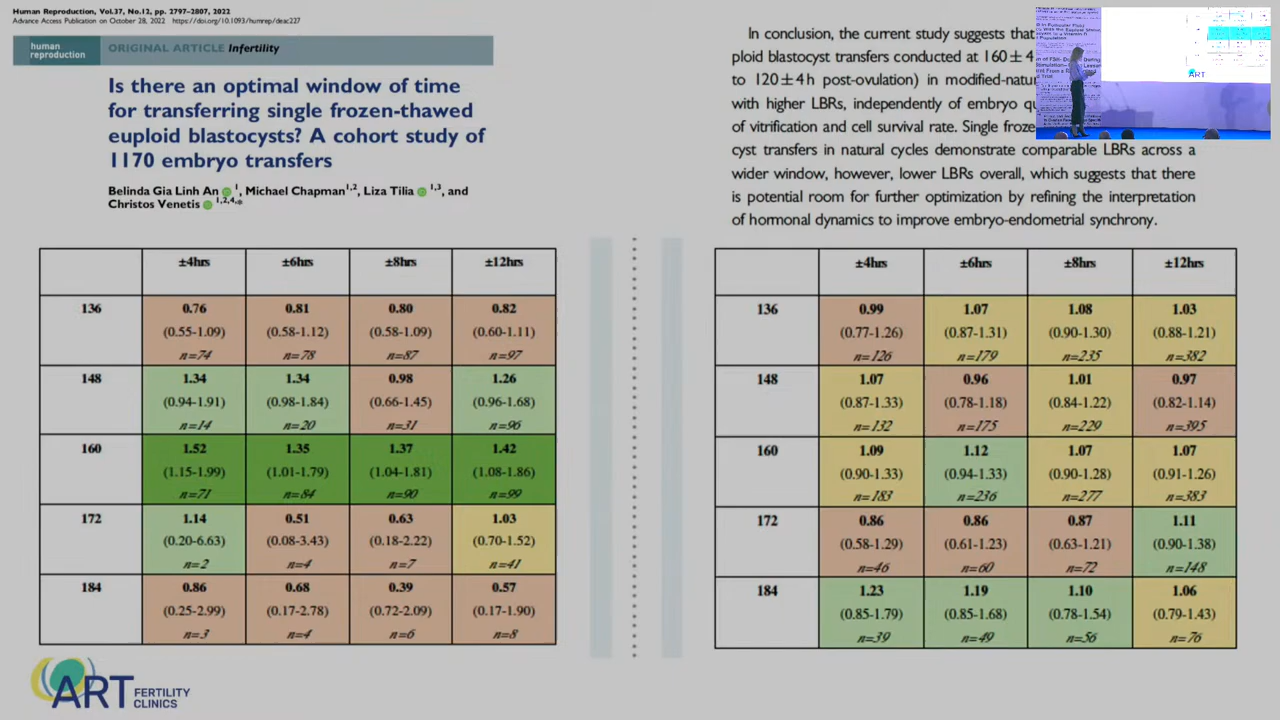 Human Reproduction, Vol.37, No.12, pp. 2797–2807, 2022
Advance Access Publication on October 28, 2022 https://doi.org/10.1093/humrep/deac227
human
reproduction
ORIGINAL ARTICLE Infertility
Is there an optimal window of time
for transferring single frozen-thawed
euploid blastocysts? A cohort study of
1170 embryo transfers
Belinda Gia Linh An 1, Michael Chapman1,2, Liza Tilia 1,3, and
Christos Venetis 1,2,4,*
In conclusion, the current study suggests that
ploid blastocyst transfers conducted at 160 ± 4
to 121 ± 4 h post-ovulation) in modified-natu
with higher LBRs, independently of embryo qu
of vitrification and cell survival rate. Single froze
cyst transfers in natural cycles demonstrate comparable LBRs across a
wider window, however, lower LBRs overall, which suggests that there
is potential room for further optimization by refining the interpretation
of hormonal dynamics to improve embryo-endometrial synchrony.
±4hrs ±6hrs ±8hrs ±12hrs
136 0.76 0.81 0.80 0.82
(0.55-1.09) (0.58-1.12) (0.58-1.09) (0.60-1.11)
n=74 n=78 n=87 n=97
148 1.34 1.34 0.98 1.26
(0.94-1.91) (0.98-1.84) (0.66-1.45) (0.96-1.68)
n=14 n=20 n=31 n=96
160 1.52 1.35 1.37 1.42
(1.15-1.99) (1.01-1.79) (1.04-1.81) (1.08-1.86)
n=71 n=84 n=90 n=99
172 1.14 0.51 0.63 1.03
(0.20-6.63) (0.08-3.43) (0.18-2.22) (0.70-1.52)
n=2 n=4 n=7 n=41
184 0.86 0.68 0.39 0.57
(0.25-2.99) (0.17-2.78) (0.72-2.09) (0.17-1.90)
n=3 n=4 n=6 n=8
±4hrs ±6hrs ±8hrs ±12hrs
136 0.99 1.07 1.08 1.03
(0.77-1.26) (0.87-1.31) (0.90-1.30) (0.88-1.21)
n=126 n=179 n=235 n=382
148 1.07 0.96 1.01 0.97
(0.87-1.33) (0.78-1.18) (0.84-1.22) (0.82-1.14)
n=132 n=175 n=229 n=395
160 1.09 1.12 1.07 1.07
(0.90-1.33) (0.94-1.33) (0.90-1.28) (0.91-1.26)
n=183 n=236 n=277 n=383
172 0.86 0.86 0.87 1.11
(0.58-1.29) (0.61-1.23) (0.63-1.21) (0.90-1.38)
n=46 n=60 n=72 n=148
184 1.23 1.19 1.10 1.06
(0.85-1.79) (0.85-1.68) (0.78-1.54) (0.79-1.43)
n=39 n=49 n=56 n=76
ART FERTILITY
CLINICS
ART